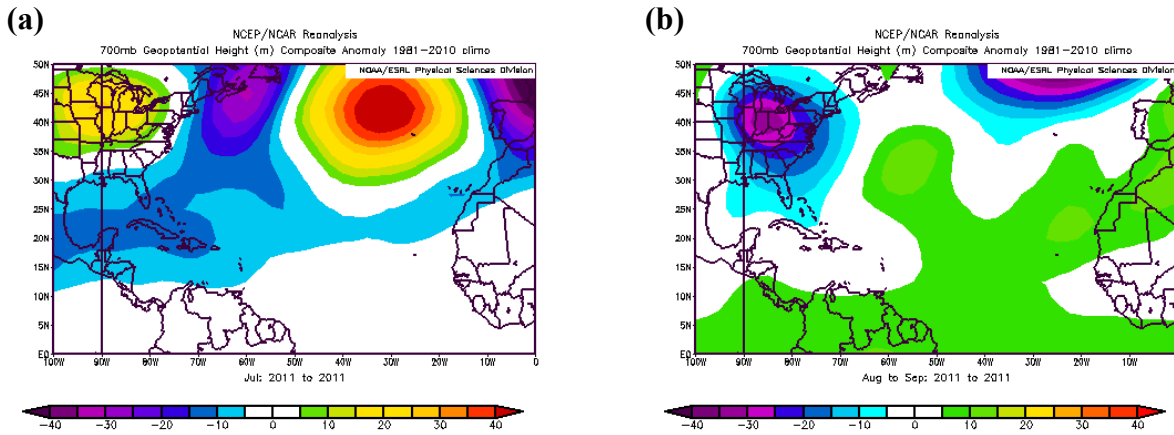 (a)
NCEP/NCAR Reanalysis
700mb Geopotential Height (m) Composite Anomaly 1981-2010 climo
NOAA/ESRL Physical Sciences Division
50N
45N
40N
35N
30N
25N
20N
15N
10N
5N
EQ
100W 90W 80W 70W 60W 50W 40W 30W 20W 10W 0
Jul: 2011 to 2011
-40 -30 -20 -10 0 10 20 30 40
(b)
NCEP/NCAR Reanalysis
700mb Geopotential Height (m) Composite Anomaly 1981-2010 climo
NOAA/ESRL Physical Sciences Division
50N
45N
40N
35N
30N
25N
20N
15N
10N
5N
EQ
100W 90W 80W 70W 60W 50W 40W 30W 20W 10W
Aug to Sep: 2011 to 2011
-40 -30 -20 -10 0 10 20 30 40